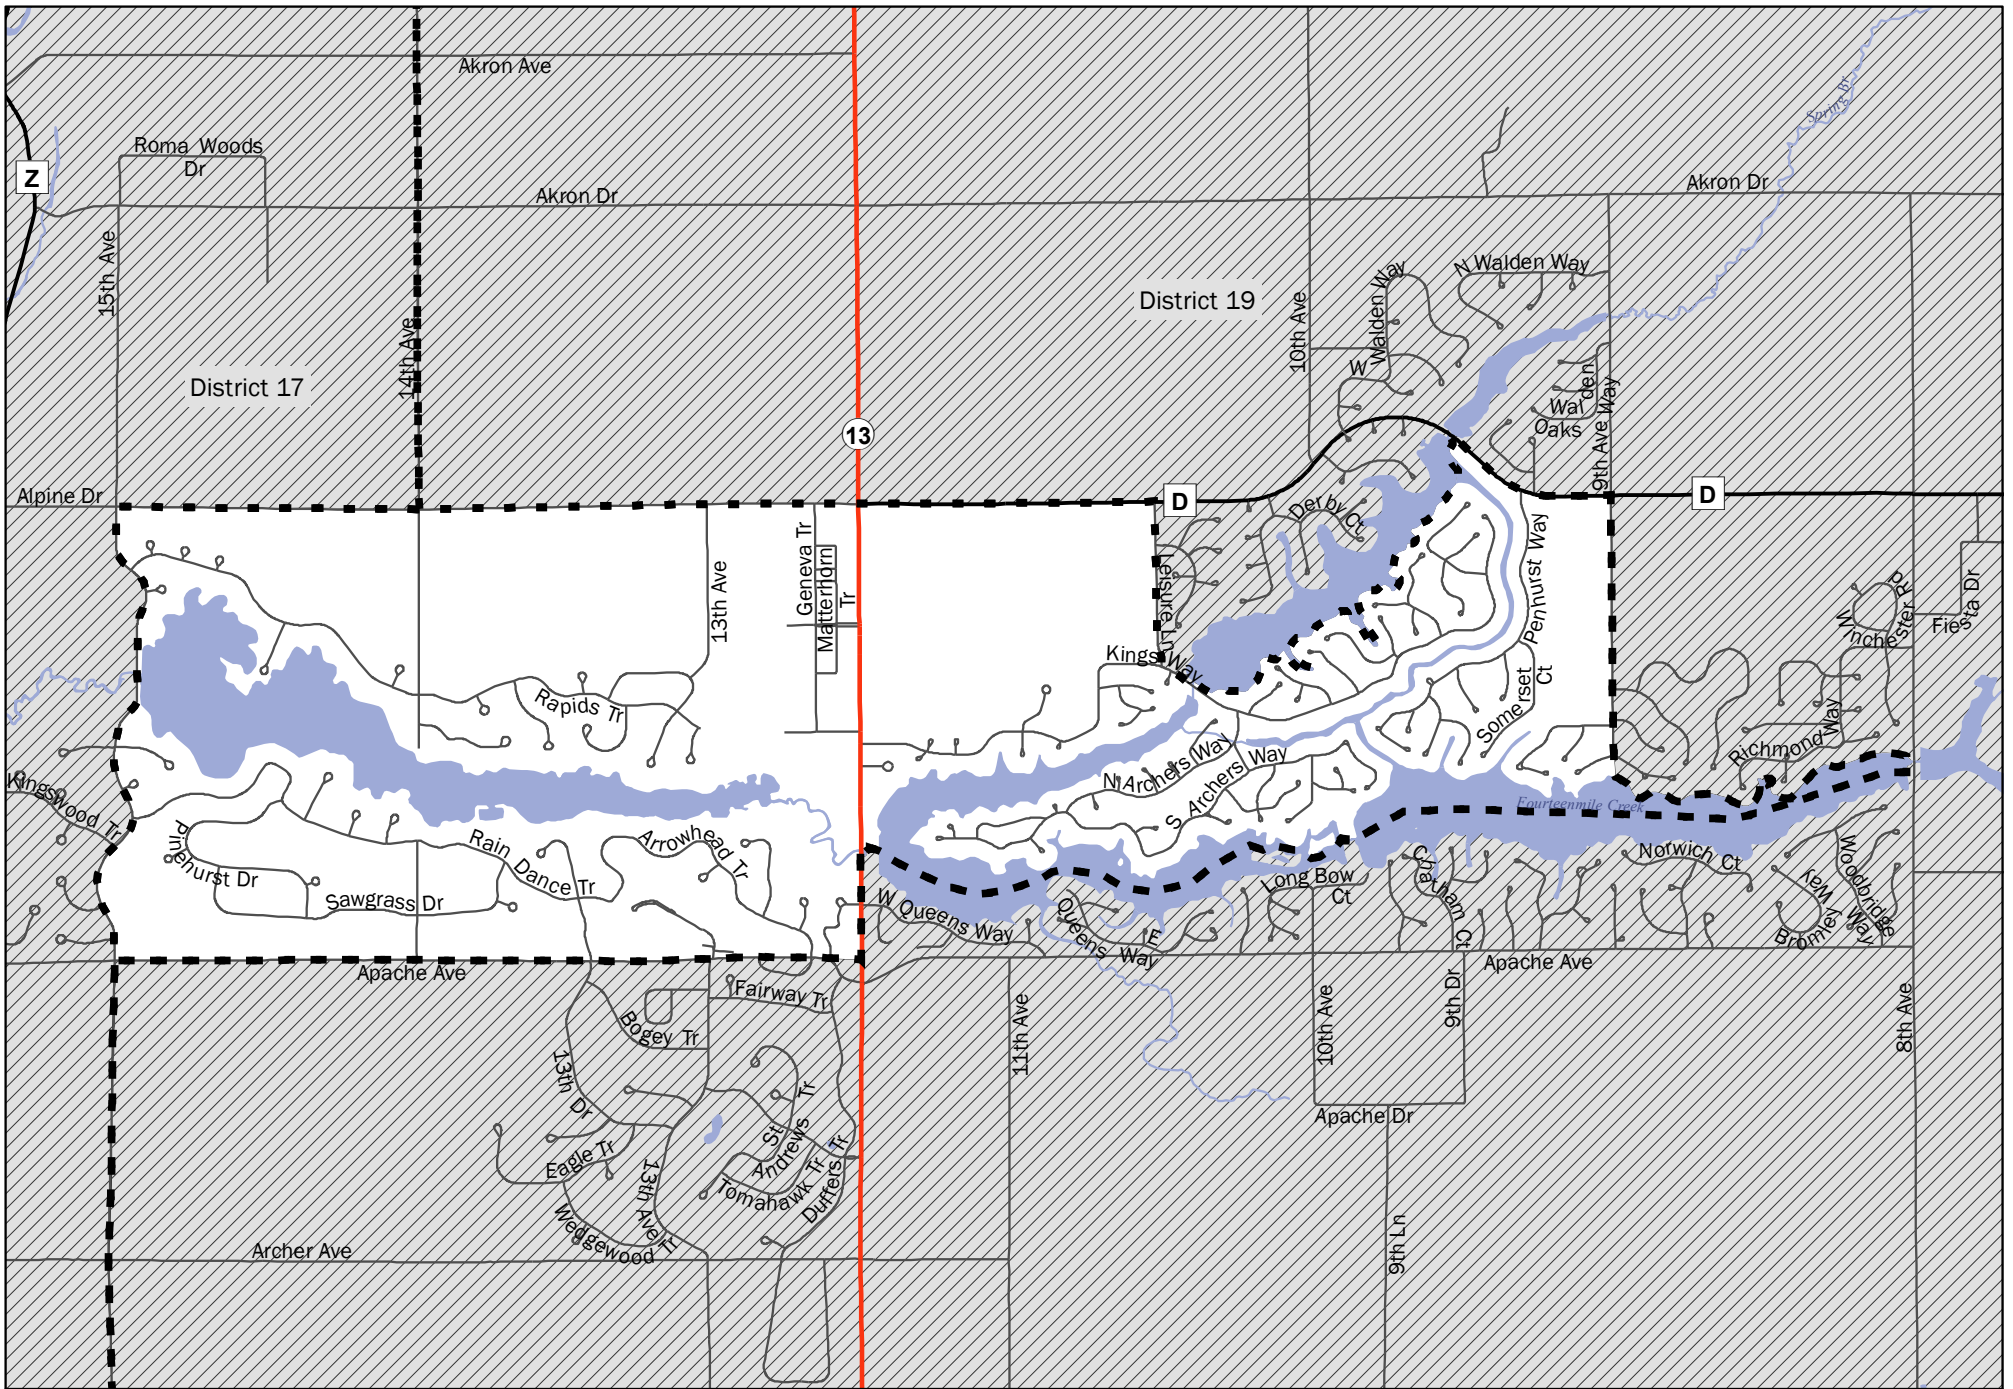 Akron Ave
Spring Br
Roma Woods
Dr
Z
Akron Dr
Akron Dr
15th Ave
14th Ave
District 19
District 17
10th Ave
Walden Way
W
N Walden Way
Walden
Oaks
9th Ave Way
13
Alpine Dr
D
D
Derby Ct
Leisure Ln
Kings Way
Penhurst Way
Somerset
Ct
13th Ave
Geneva Tr
Matterhorn
Tr
Rapids Tr
Winchester Rd
Fiesta Dr
Richmond Way
N Archers Way
S Archers Way
Fourteenmile Creek
Kingswood Tr
Pinehurst Dr
Sawgrass Dr
Rain Dance Tr
Arrowhead Tr
W Queens Way
Queens Way
E
Long Bow
Ct
Chatham Ct
Norwich Ct
Woodbridge
Way
Bromley Way
Apache Ave
Apache Ave
Fairway Tr
Bogey Tr
13th Dr
11th Ave
10th Ave
9th Dr
8th Ave
Apache Dr
St
Andrews Tr
Eagle Tr
Tomahawk Tr
Duffers Tr
13th Ave
Wedgewood Tr
Archer Ave
9th Ln